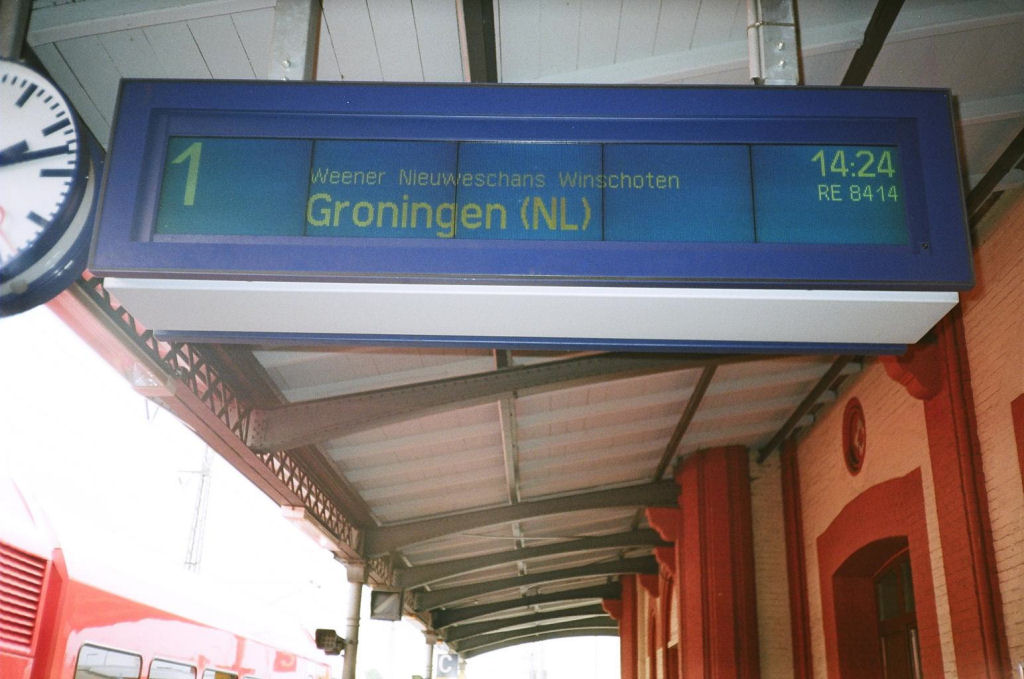 1
Weener Nieuweschans Winschoten
Groningen (NL)
14:24
RE 8414
C